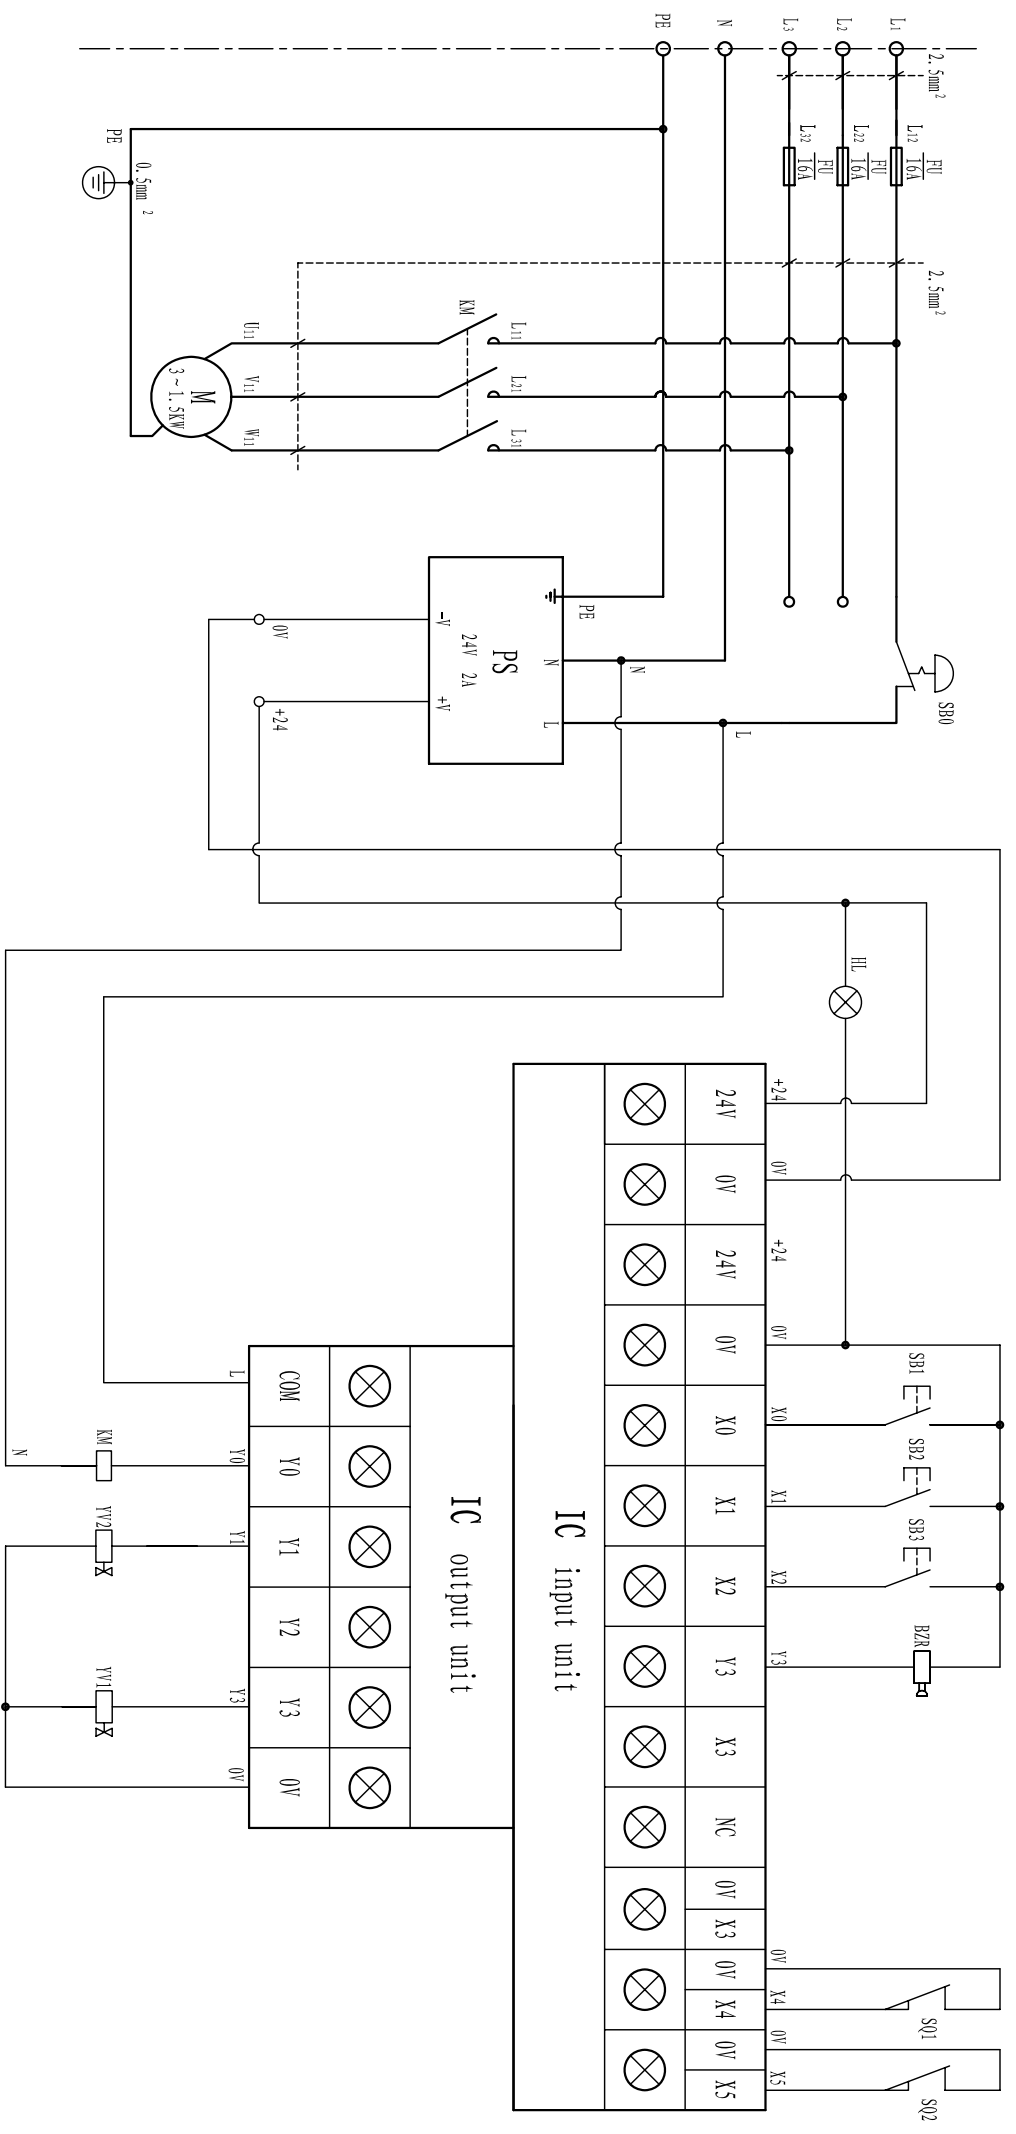 L1
L2
L3
N
PE
2.5mm²
L12
FU
16A
L22
FU
16A
L32
FU
16A
PE
0.5mm²
2.5mm²
KM
L11
L21
L31
U11
V11
W11
M
3~1.5KW
SB0
PE
N
L
N
L
PS
24V 2A
-V
+V
0V
+24
HL
+24
0V
+24
0V
X0
X1
X2
Y3
0V
X4
0V
X5
SB1
SB2
SB3
BZR
SQ1
SQ2
24V
0V
24V
0V
X0
X1
X2
Y3
X3
NC
0V
X3
0V
X4
0V
X5
IC input unit
IC output unit
COM
Y0
Y1
Y2
Y3
0V
L
Y0
Y1
Y3
0V
N
KM
YV2
YV1